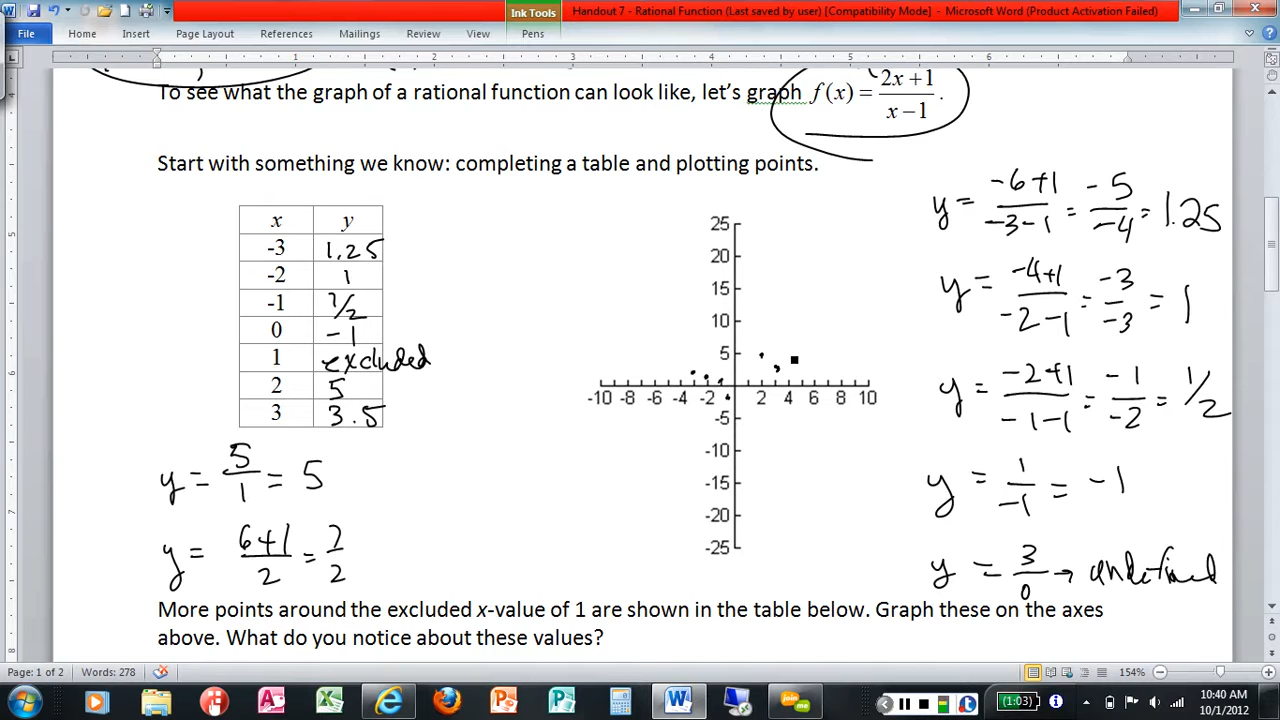 Ink Tools
Handout 7 - Rational Function (Last saved by user) [Compatibility Mode] - Microsoft Word (Product Activation Failed)
File Home Insert Page Layout References Mailings Review View Pens
1 2 3 4 5 6
To see what the graph of a rational function can look like, let's graph f(x) = (2x+1)/(x−1).
Start with something we know: completing a table and plotting points.
x y
-3 1.25
-2 1
-1 1/2
0 -1
1 excluded
2 5
3 3.5
y = 5/1 = 5
y = (6+1)/2 = 7/2
25
20
15
10
5
-10 -8 -6 -4 -2 2 4 6 8 10
-5
-10
-15
-20
-25
y = (-6+1)/(-3-1) = -5/-4 = 1.25
y = (-4+1)/(-2-1) = -3/-3 = 1
y = (-2+1)/(-1-1) = -1/-2 = 1/2
y = 1/-1 = -1
y = 3/0 → undefined
More points around the excluded x-value of 1 are shown in the table below. Graph these on the axes
above. What do you notice about these values?
Page: 1 of 2 Words: 278 154%
(1:03) 10:40 AM
10/1/2012